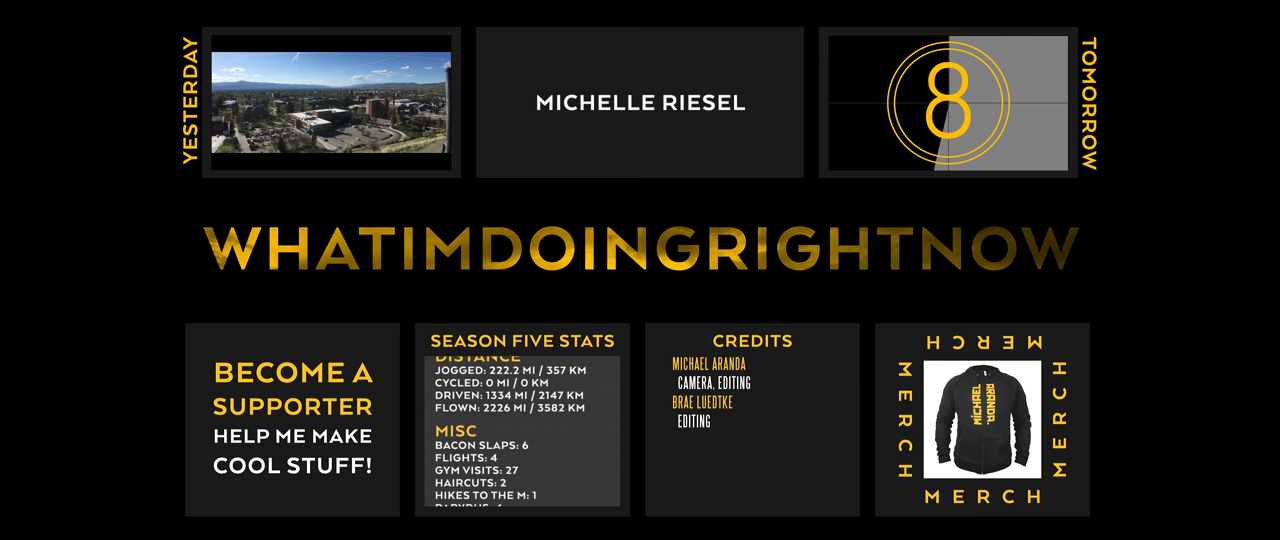 YESTERDAY
MICHELLE RIESEL
8
TOMORROW
WHATIMDOINGRIGHTNOW
BECOME A
SUPPORTER
HELP ME MAKE
COOL STUFF!
SEASON FIVE STATS
DISTANCE
JOGGED: 222.2 MI / 357 KM
CYCLED: 0 MI / 0 KM
DRIVEN: 1334 MI / 2147 KM
FLOWN: 2226 MI / 3582 KM
MISC
BACON SLAPS: 6
FLIGHTS: 4
GYM VISITS: 27
HAIRCUTS: 2
HIKES TO THE M: 1
CREDITS
MICHAEL ARANDA
CAMERA, EDITING
BRAE LUEDTKE
EDITING
MERCH
MERCH
MICHAEL
ARANDA.
MERCH
MERCH